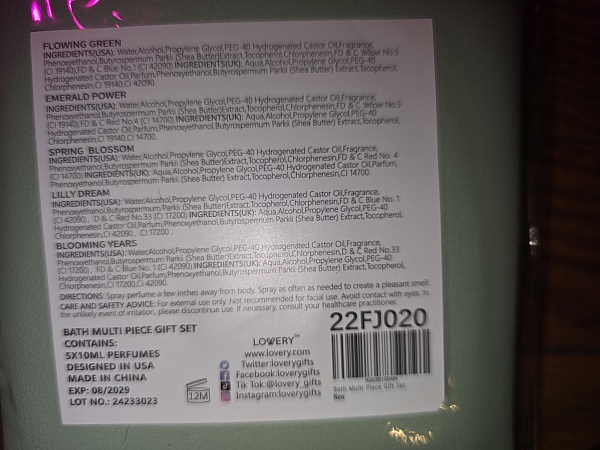 FLOWING GREEN
INGREDIENTS(USA): Water,Alcohol,Propylene Glycol,PEG-40 Hydrogenated Castor Oil,Fragrance,
Phenoxyethanol,Butyrospermum Parkii (Shea Butter)Extract,Tocopherol,Chlorphenesin,FD & C Yellow No.5
(CI 19140),FD & C Blue No.1 (CI 42090) INGREDIENTS(UK): Aqua,Alcohol,Propylene Glycol,PEG-40
Hydrogenated Castor Oil,Parfum,Phenoxyethanol,Butyrospermum Parkii (Shea Butter) Extract,Tocopherol,
Chlorphenesin,CI 19140,CI 42090.
EMERALD POWER
INGREDIENTS(USA): Water,Alcohol,Propylene Glycol,PEG-40 Hydrogenated Castor Oil,Fragrance,
Phenoxyethanol,Butyrospermum Parkii (Shea Butter)Extract,Tocopherol,Chlorphenesin,FD & C Yellow No.5
(CI 19140),FD & C Red No.4 (CI 14700) INGREDIENTS(UK): Aqua,Alcohol,Propylene Glycol,PEG-40
Hydrogenated Castor Oil,Parfum,Phenoxyethanol,Butyrospermum Parkii (Shea Butter) Extract,Tocopherol,
Chlorphenesin,CI 19140,CI 14700.
SPRING BLOSSOM
INGREDIENTS(USA): Water,Alcohol,Propylene Glycol,PEG-40 Hydrogenated Castor Oil,Fragrance,
Phenoxyethanol,Butyrospermum Parkii (Shea Butter)Extract,Tocopherol,Chlorphenesin,FD & C Red No. 4
(CI 14700) INGREDIENTS(UK): Aqua,Alcohol,Propylene Glycol,PEG-40 Hydrogenated Castor Oil,Parfum,
Phenoxyethanol,Butyrospermum Parkii (Shea Butter) Extract,Tocopherol,Chlorphenesin,CI 14700.
LILLY DREAM
INGREDIENTS(USA): Water,Alcohol,Propylene Glycol,PEG-40 Hydrogenated Castor Oil,Fragrance,
Phenoxyethanol,Butyrospermum Parkii (Shea Butter)Extract,Tocopherol,Chlorphenesin,FD & C Blue No. 1
(CI 42090), D & C Red No.33 (CI 17200) INGREDIENTS(UK): Aqua,Alcohol,Propylene Glycol,PEG-40
Hydrogenated Castor Oil,Parfum,Phenoxyethanol,Butyrospermum Parkii (Shea Butter) Extract,Tocopherol,
Chlorphenesin,CI 42090, CI 17200.
BLOOMING YEARS
INGREDIENTS(USA): Water,Alcohol,Propylene Glycol,PEG-40 Hydrogenated Castor Oil,Fragrance,
Phenoxyethanol,Butyrospermum Parkii (Shea Butter)Extract,Tocopherol,Chlorphenesin,D & C Red No.33
(CI 17200), FD & C Blue No. 1 (CI 42090) INGREDIENTS(UK): Aqua,Alcohol,Propylene Glycol,PEG-40
Hydrogenated Castor Oil,Parfum,Phenoxyethanol,Butyrospermum Parkii (Shea Butter) Extract,Tocopherol,
Chlorphenesin,CI 17200,CI 42090.
DIRECTIONS: Spray perfume a few inches away from body. Spray as often as needed to create a pleasant smell.
CARE AND SAFETY ADVICE: For external use only. Not recommended for facial use. Avoid contact with eyes, in
the unlikely event of irritation, please discontinue use. If necessary, consult your healthcare practitioner.
BATH MULTI PIECE GIFT SET
CONTAINS:
5X10ML PERFUMES
DESIGNED IN USA
MADE IN CHINA
EXP: 08/2029
LOT NO.: 24233023
12M
LOVERY™
www.lovery.com
Twitter:loverygifts
Facebook:loverygifts
Tik Tok:@lovery_gifts
Instagram:loverygifts
22FJ020
Bath Multi Piece Gift Set
New